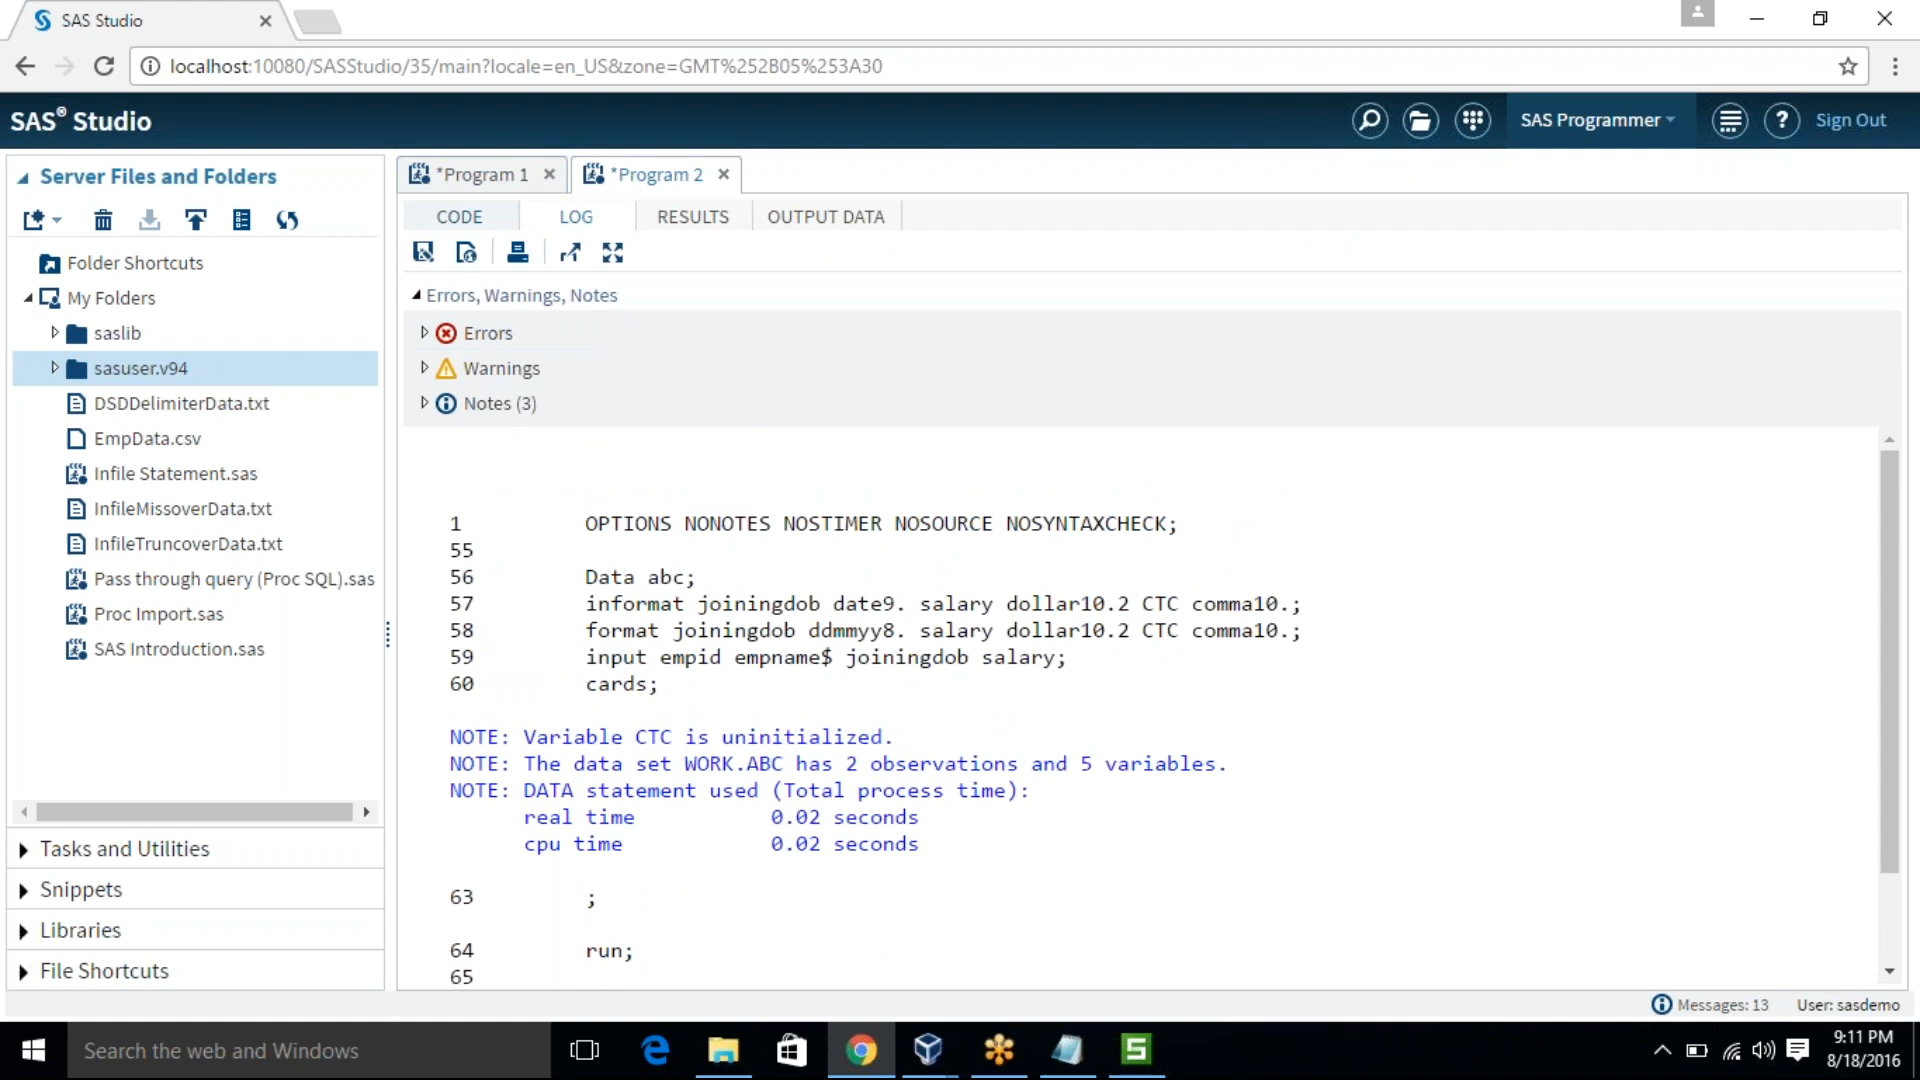 SAS Studio
localhost:10080/SASStudio/35/main?locale=en_US&zone=GMT%252B05%253A30
SAS® Studio
SAS Programmer
Sign Out
Server Files and Folders
Folder Shortcuts
My Folders
saslib
sasuser.v94
DSDDelimiterData.txt
EmpData.csv
Infile Statement.sas
InfileMissoverData.txt
InfileTruncoverData.txt
Pass through query (Proc SQL).sas
Proc Import.sas
SAS Introduction.sas
Tasks and Utilities
Snippets
Libraries
File Shortcuts
*Program 1
*Program 2
CODE LOG RESULTS OUTPUT DATA
Errors, Warnings, Notes
Errors
Warnings
Notes (3)
1 OPTIONS NONOTES NOSTIMER NOSOURCE NOSYNTAXCHECK;
55
56 Data abc;
57 informat joiningdob date9. salary dollar10.2 CTC comma10.;
58 format joiningdob ddmmyy8. salary dollar10.2 CTC comma10.;
59 input empid empname$ joiningdob salary;
60 cards;
NOTE: Variable CTC is uninitialized.
NOTE: The data set WORK.ABC has 2 observations and 5 variables.
NOTE: DATA statement used (Total process time):
real time 0.02 seconds
cpu time 0.02 seconds
63 ;
64 run;
65
Messages: 13
User: sasdemo
Search the web and Windows
9:11 PM
8/18/2016